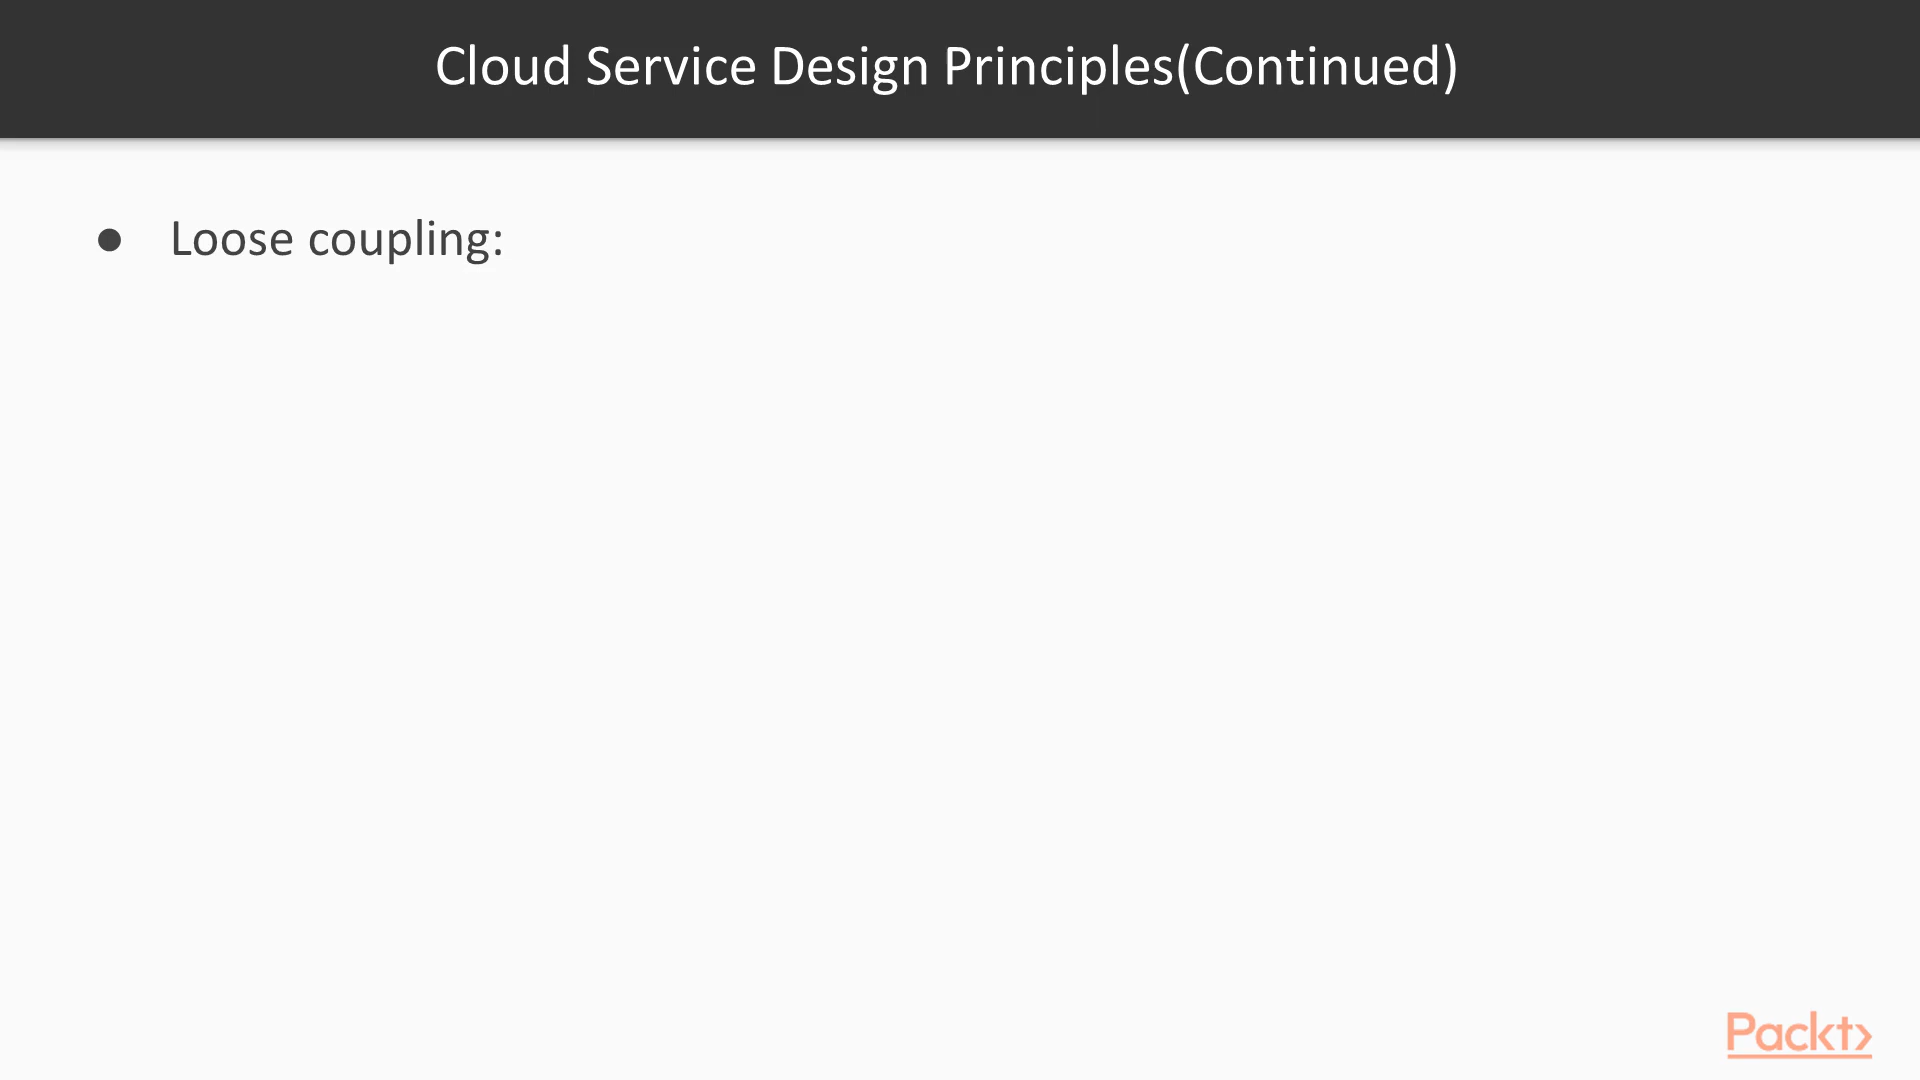 Cloud Service Design Principles(Continued)
● Loose coupling:
Packt>